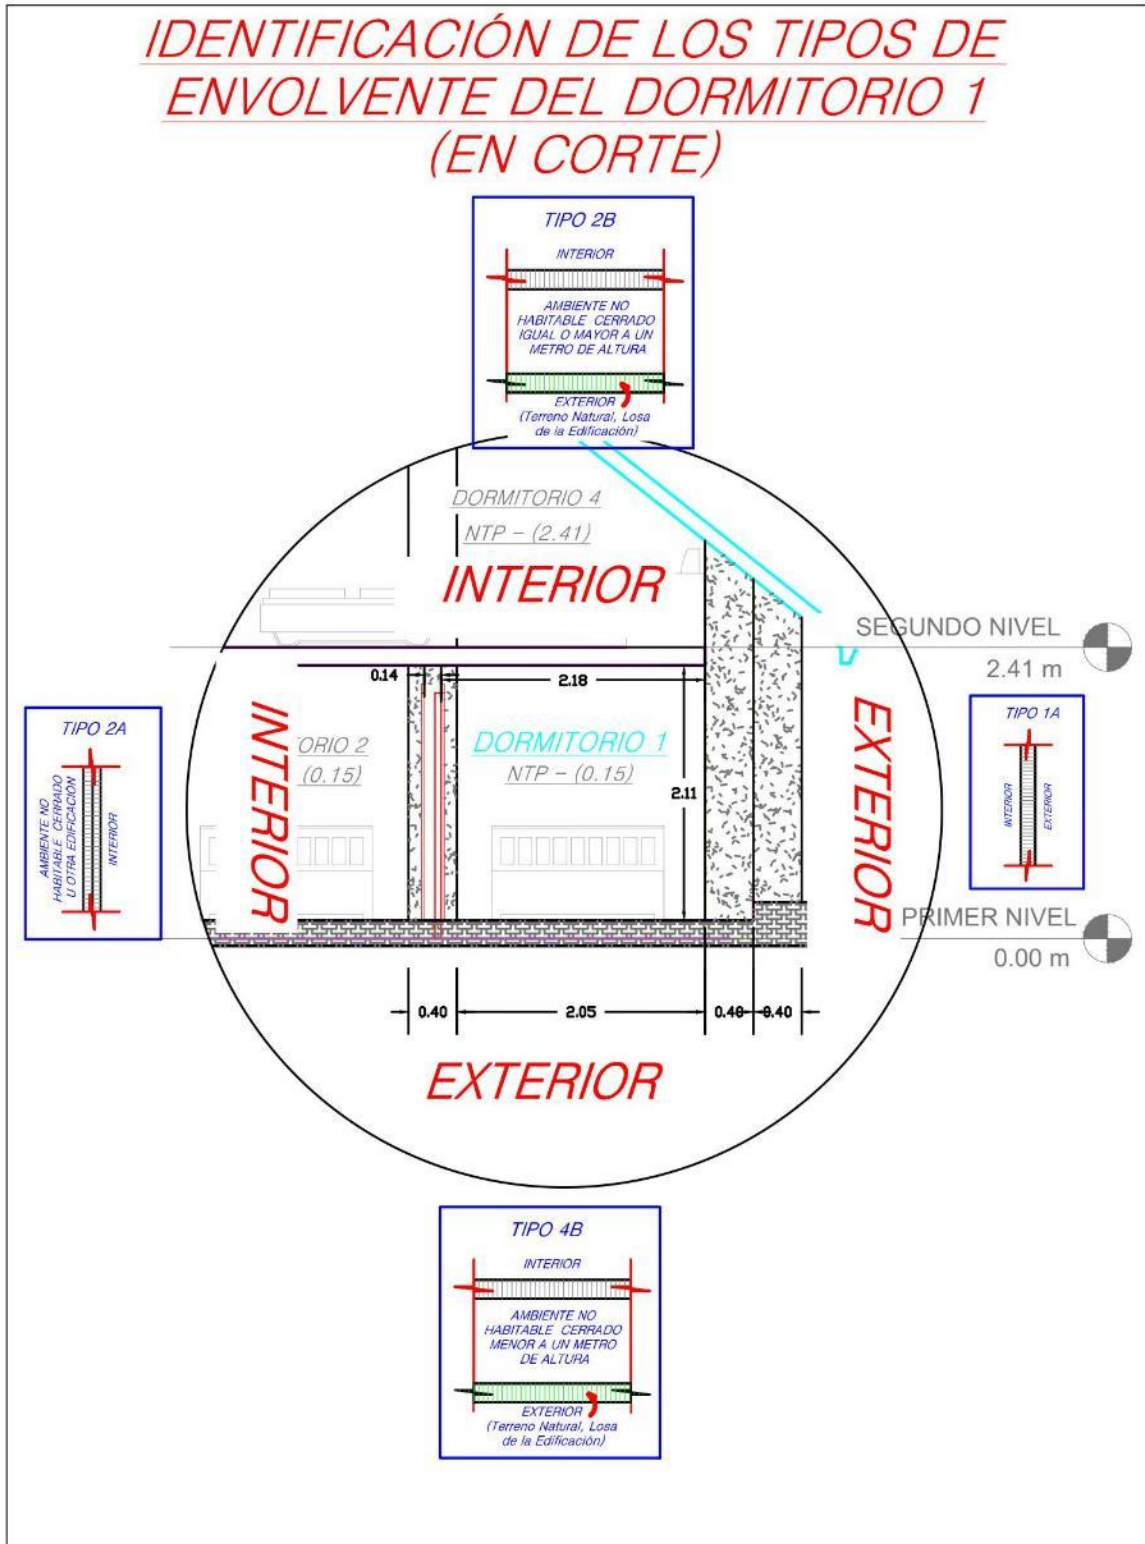 IDENTIFICACIÓN DE LOS TIPOS DE
ENVOLVENTE DEL DORMITORIO 1
(EN CORTE)
TIPO 2B
INTERIOR
AMBIENTE NO
HABITABLE CERRADO
IGUAL O MAYOR A UN
METRO DE ALTURA
EXTERIOR
(Terreno Natural, Losa
de la Edificación)
DORMITORIO 4
NTP - (2.41)
INTERIOR
SEGUNDO NIVEL
2.41 m
0.14
2.18
TIPO 2A
AMBIENTE NO
HABITABLE CERRADO
U OTRA EDIFICACIÓN
INTERIOR
INTERIOR
ORIO 2
(0.15)
DORMITORIO 1
NTP - (0.15)
2.11
EXTERIOR
TIPO 1A
INTERIOR
EXTERIOR
PRIMER NIVEL
0.00 m
0.40
2.05
0.40
0.40
EXTERIOR
TIPO 4B
INTERIOR
AMBIENTE NO
HABITABLE CERRADO
MENOR A UN METRO
DE ALTURA
EXTERIOR
(Terreno Natural, Losa
de la Edificación)